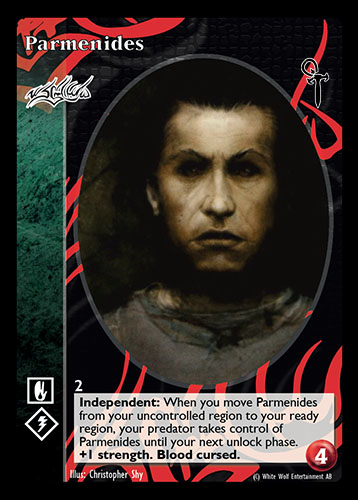 Parmenides
2
Independent: When you move Parmenides
from your uncontrolled region to your ready
region, your predator takes control of
Parmenides until your next unlock phase.
+1 strength. Blood cursed.
4
Illus: Christopher Shy
(C) White Wolf Entertainment AB